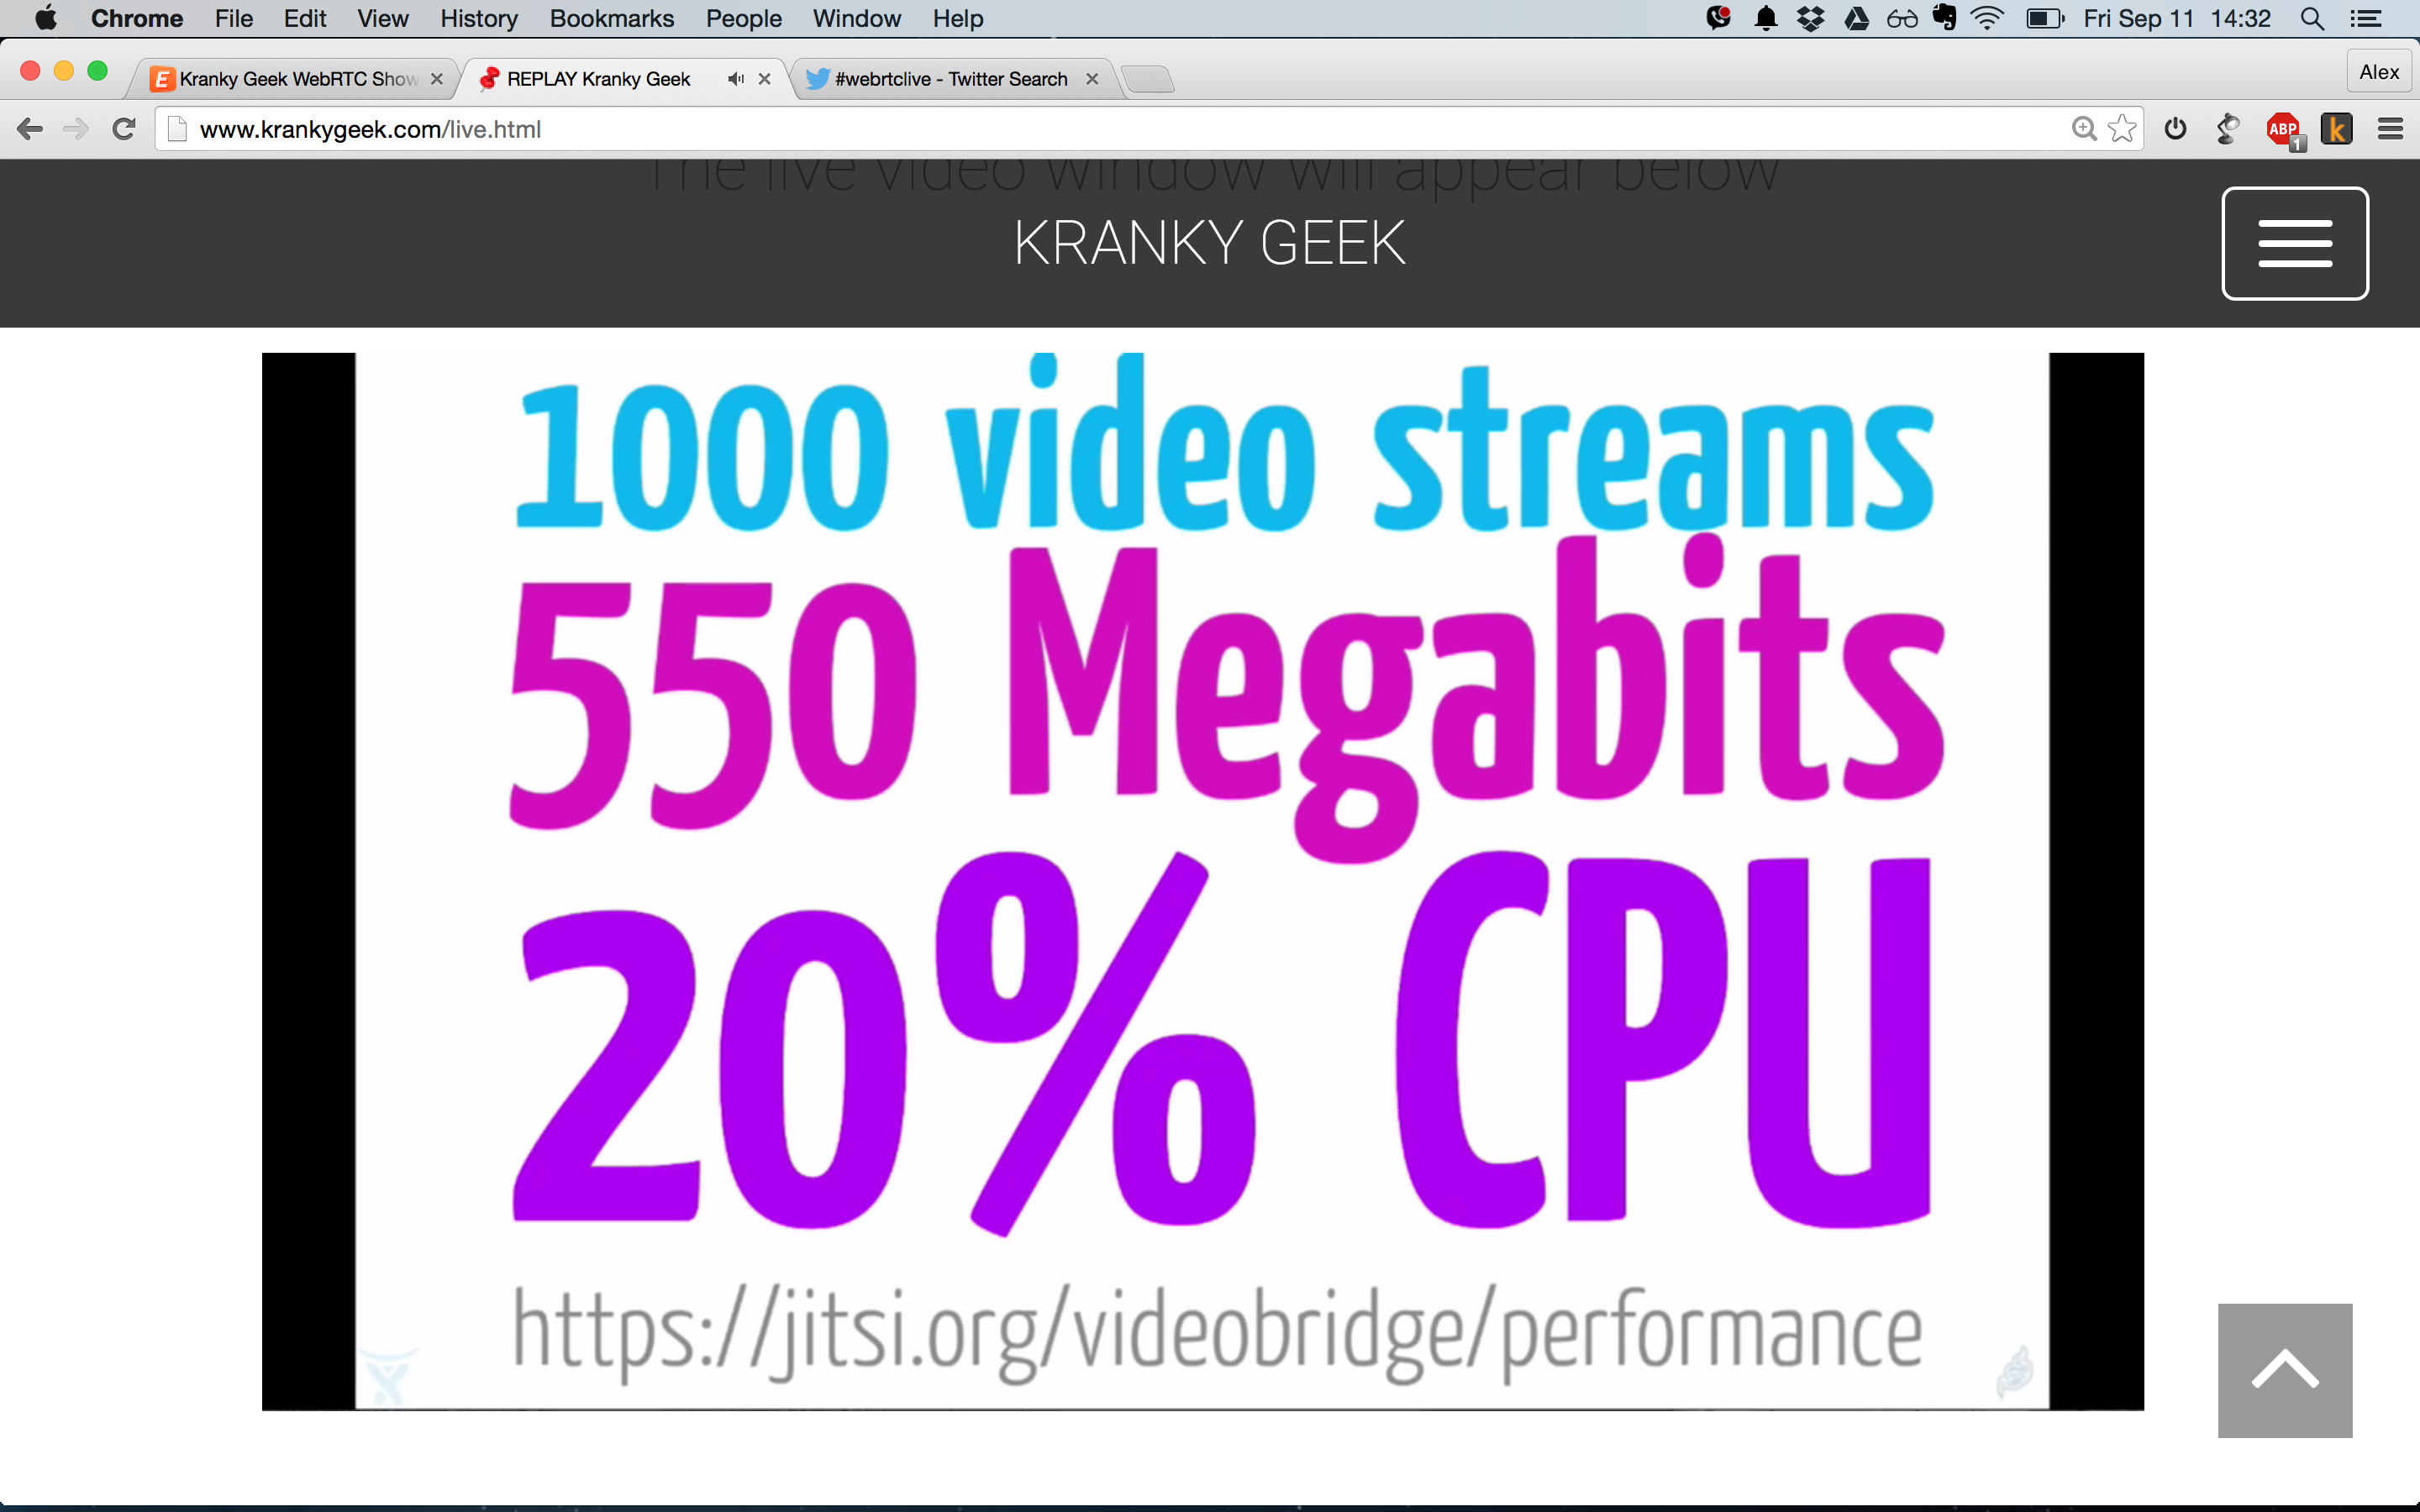 Chrome File Edit View History Bookmarks People Window Help Fri Sep 11 14:32
E Kranky Geek WebRTC Show REPLAY Kranky Geek #webrtclive - Twitter Search Alex
www.krankygeek.com/live.html ABP 1 k
The live video window will appear below
KRANKY GEEK
1000 video streams
550 Megabits
20% CPU
https://jitsi.org/videobridge/performance